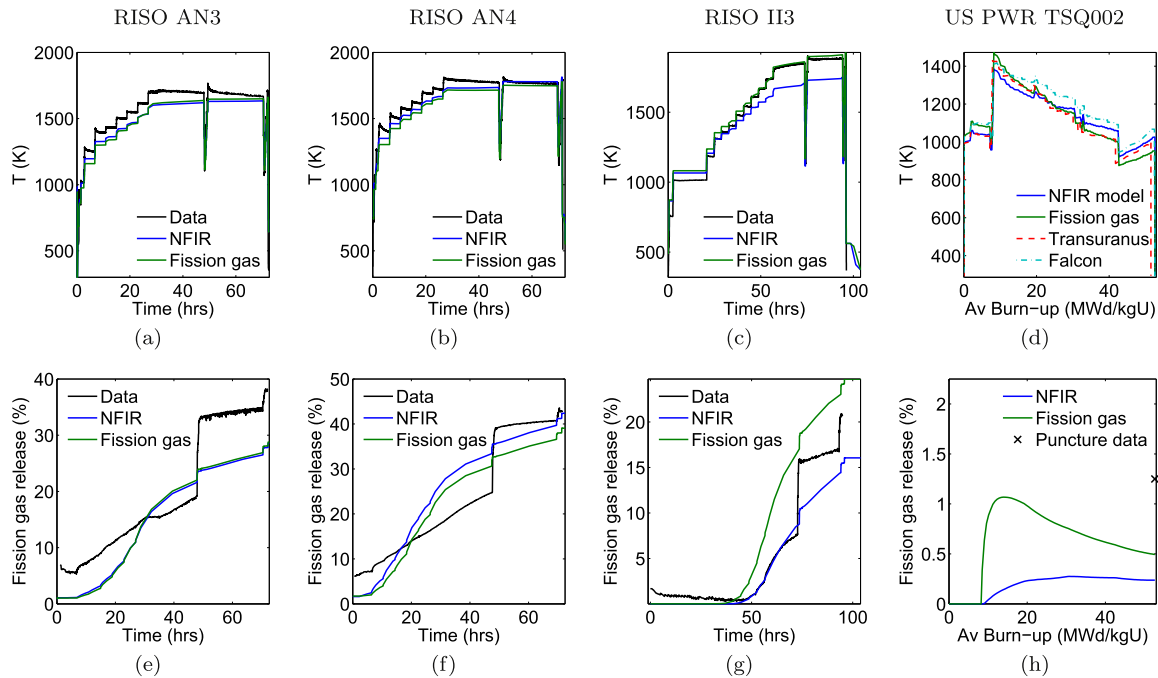 RISO AN3 RISO AN4 RISO II3 US PWR TSQ002
2000
1500
1000
500
T (K)
0 20 40 60
Time (hrs)
Data
NFIR
Fission gas
(a)
2000
1500
1000
500
T (K)
0 20 40 60
Time (hrs)
Data
NFIR
Fission gas
(b)
1500
1000
500
T (K)
0 50 100
Time (hrs)
Data
NFIR
Fission gas
(c)
1400
1200
1000
800
600
400
T (K)
0 20 40
Av Burn−up (MWd/kgU)
NFIR model
Fission gas
Transuranus
Falcon
(d)
40
30
20
10
0
Fission gas release (%)
0 20 40 60
Time (hrs)
Data
NFIR
Fission gas
(e)
50
40
30
20
10
0
Fission gas release (%)
0 20 40 60
Time (hrs)
Data
NFIR
Fission gas
(f)
20
15
10
5
Fission gas release (%)
0 50 100
Time (hrs)
Data
NFIR
Fission gas
(g)
2
1.5
1
0.5
0
Fission gas release (%)
0 20 40
Av Burn−up (MWd/kgU)
NFIR
Fission gas
Puncture data
(h)